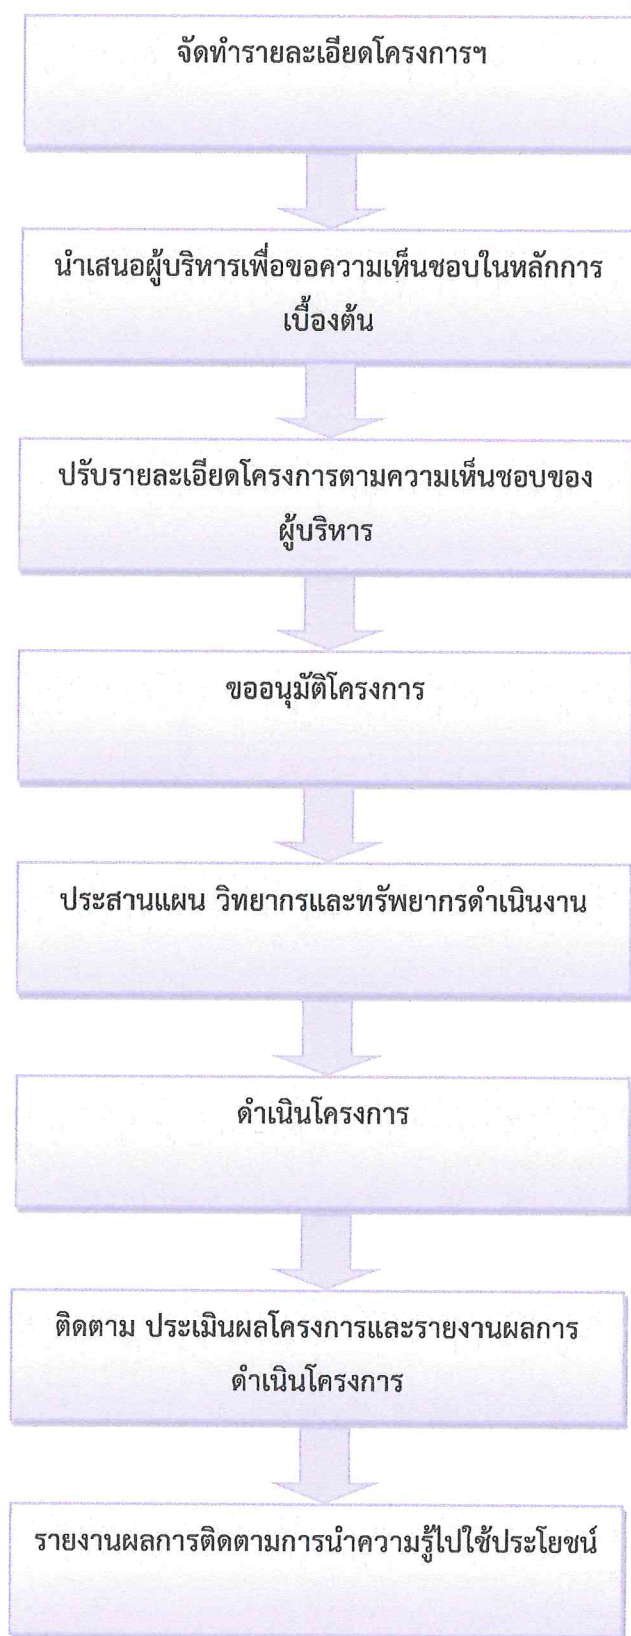 จัดทำรายละเอียดโครงการฯ
นำเสนอผู้บริหารเพื่อขอความเห็นชอบในหลักการ
เบื้องต้น
ปรับรายละเอียดโครงการตามความเห็นชอบของ
ผู้บริหาร
ขออนุมัติโครงการ
ประสานแผน วิทยากรและทรัพยากรดำเนินงาน
ดำเนินโครงการ
ติดตาม ประเมินผลโครงการและรายงานผลการ
ดำเนินโครงการ
รายงานผลการติดตามการนำความรู้ไปใช้ประโยชน์